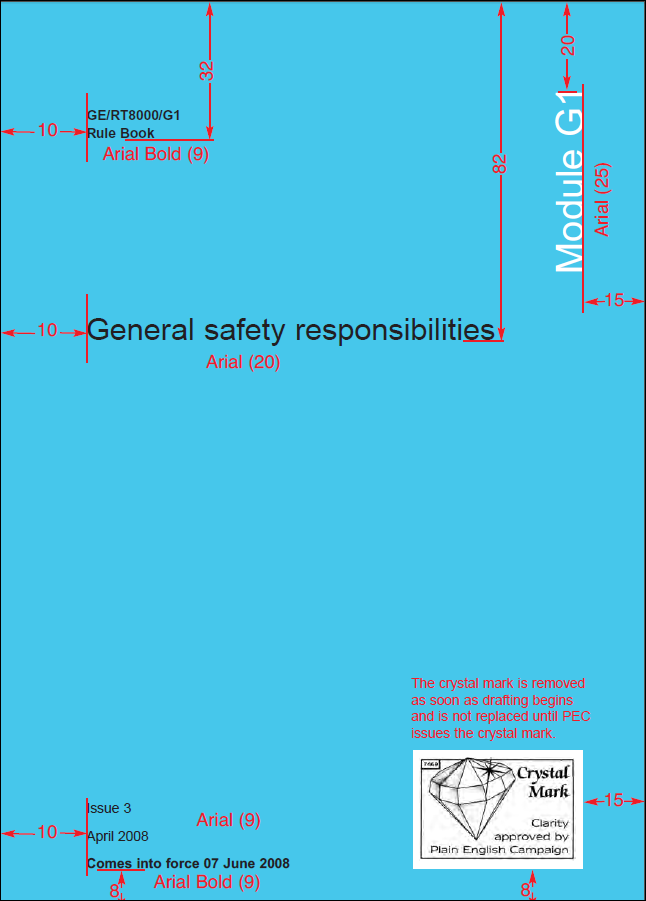 32
20
GE/RT8000/G1
10
Rule Book
Arial Bold (9)
82
Module G1
Arial (25)
15
10
General safety responsibilities
Arial (20)
The crystal mark is removed
as soon as drafting begins
and is not replaced until PEC
issues the crystal mark.
7469
Crystal
Mark
Clarity
approved by
Plain English Campaign
15
Issue 3
Arial (9)
10
April 2008
Comes into force 07 June 2008
Arial Bold (9)
8
8